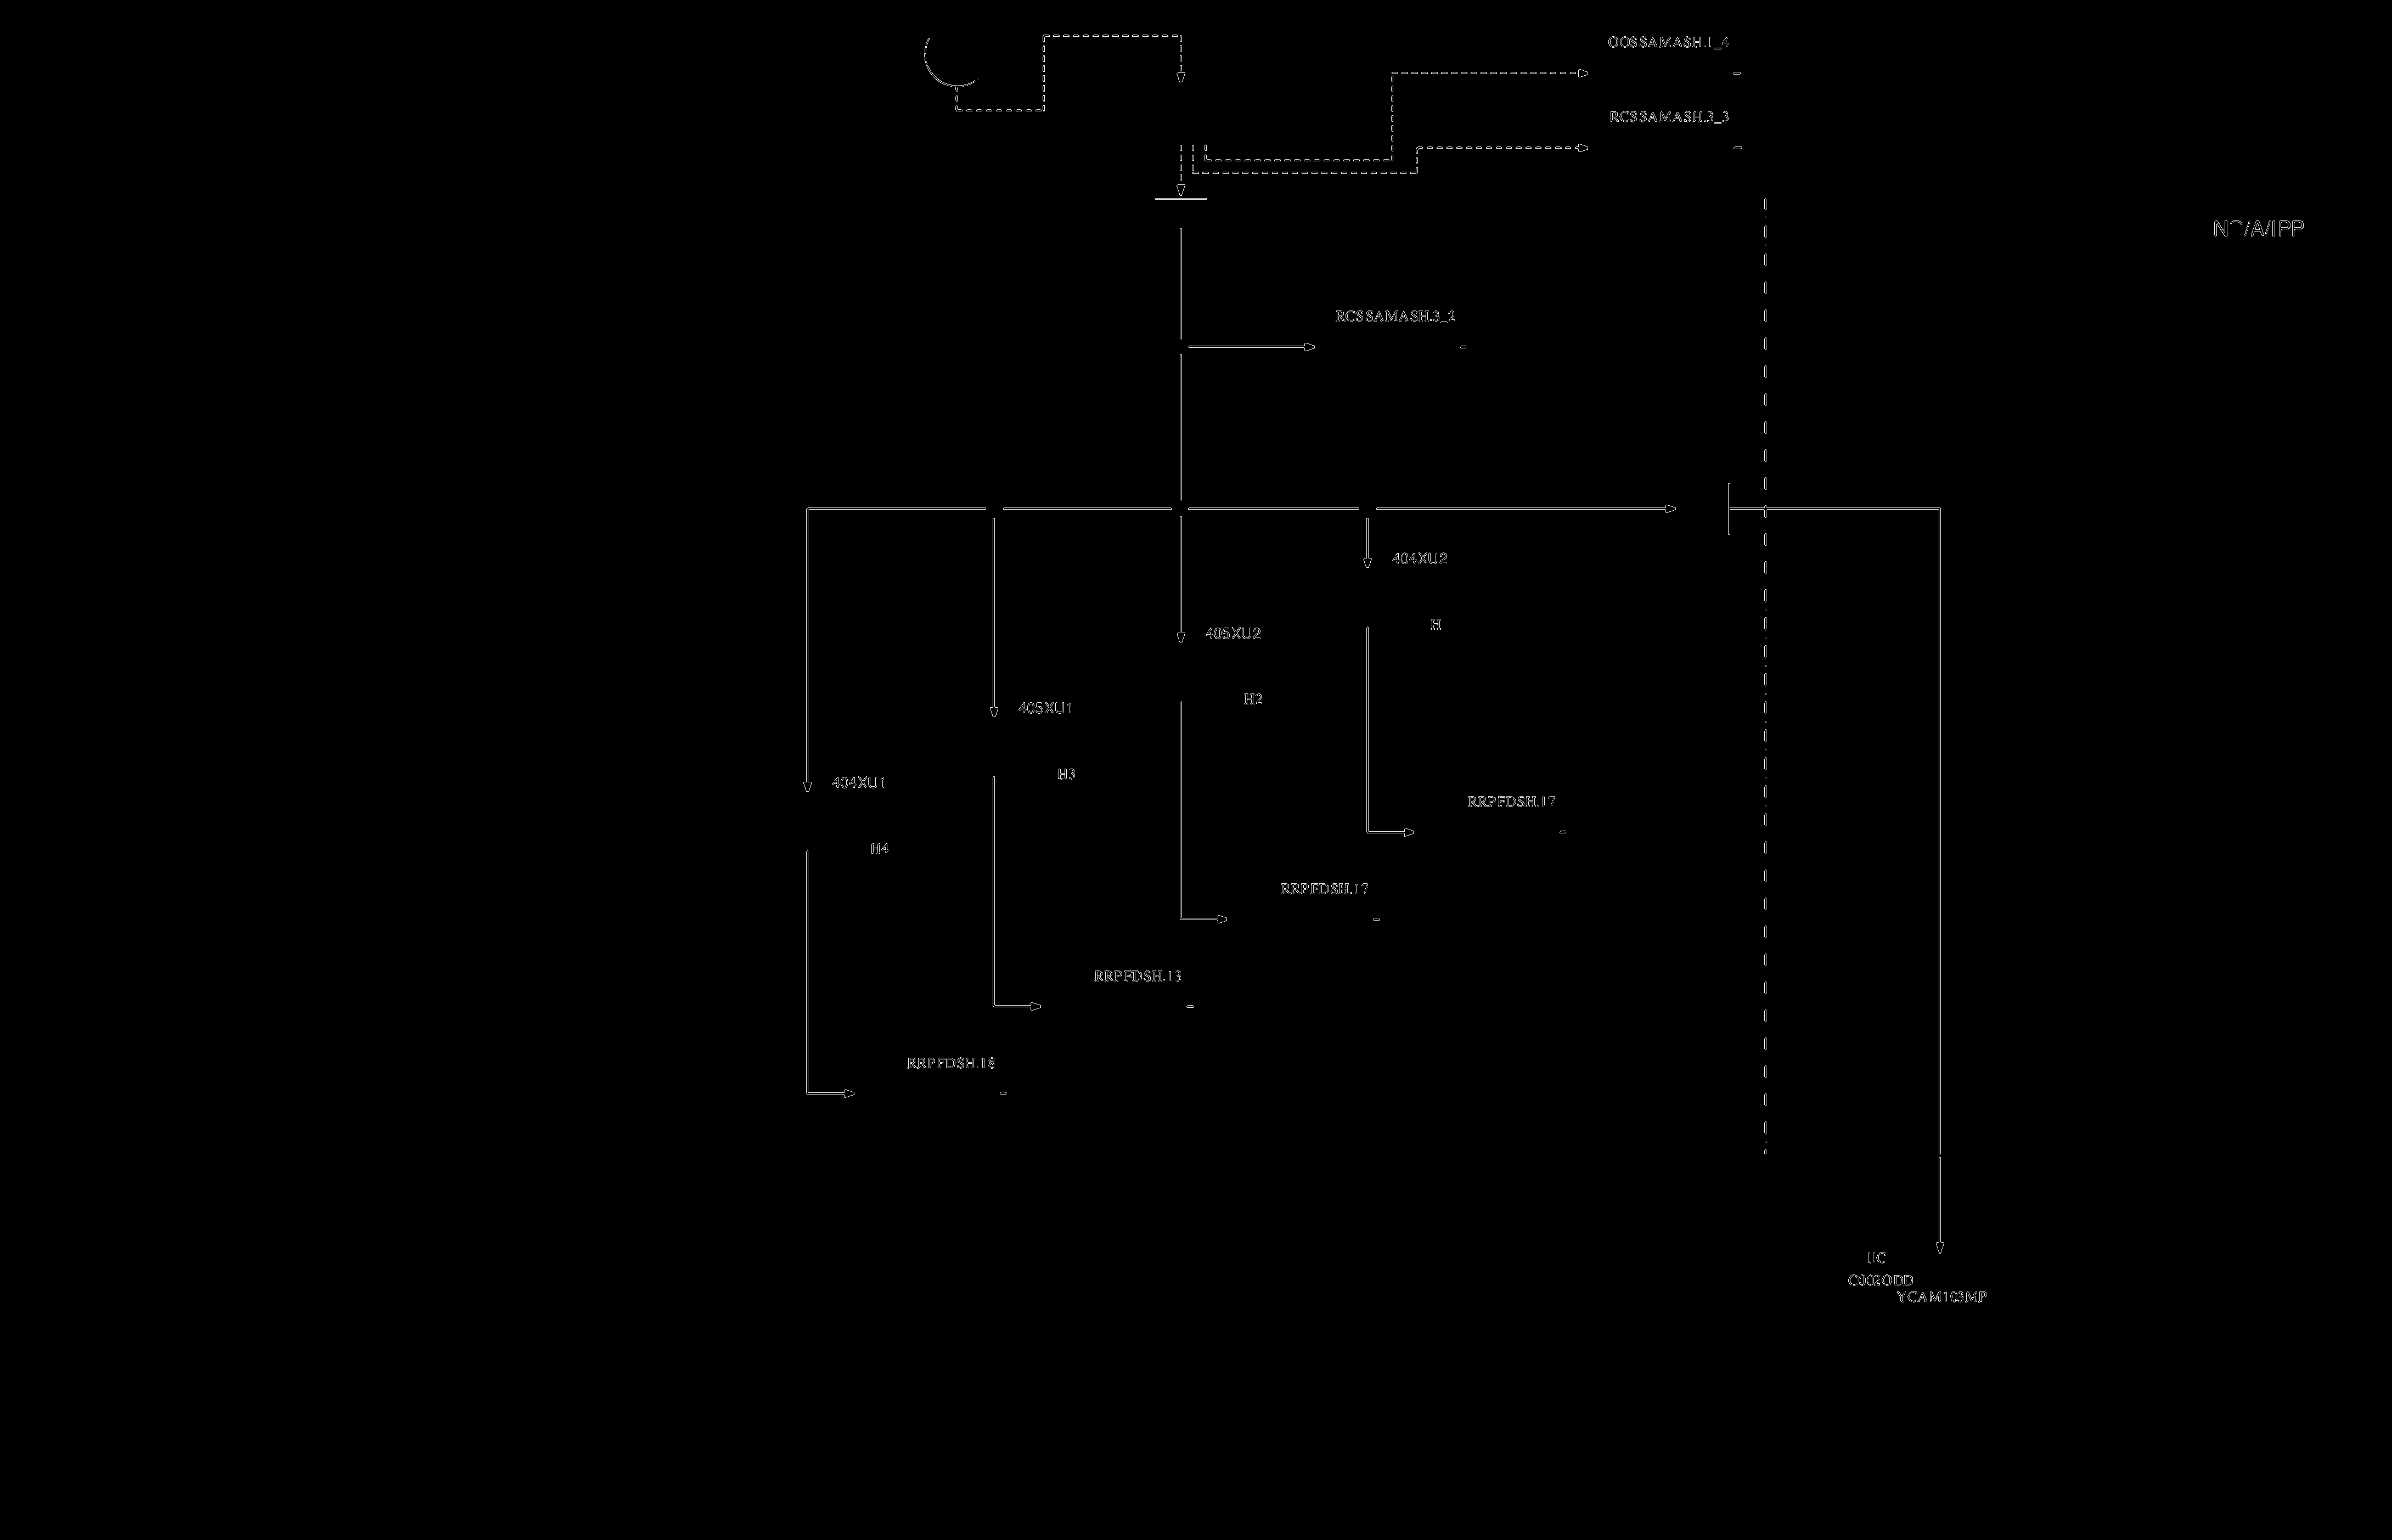 OOSSAMASH.1_4
RCSSAMASH.3_3
N⌒/A/IPP
RCSSAMASH.3_2
404XU2
H
405XU2
H2
405XU1
H3
404XU1
H4
RRPFDSH.17
RRPFDSH.17
RRPFDSH.13
RRPFDSH.18
C002ODD
YCAM103MP